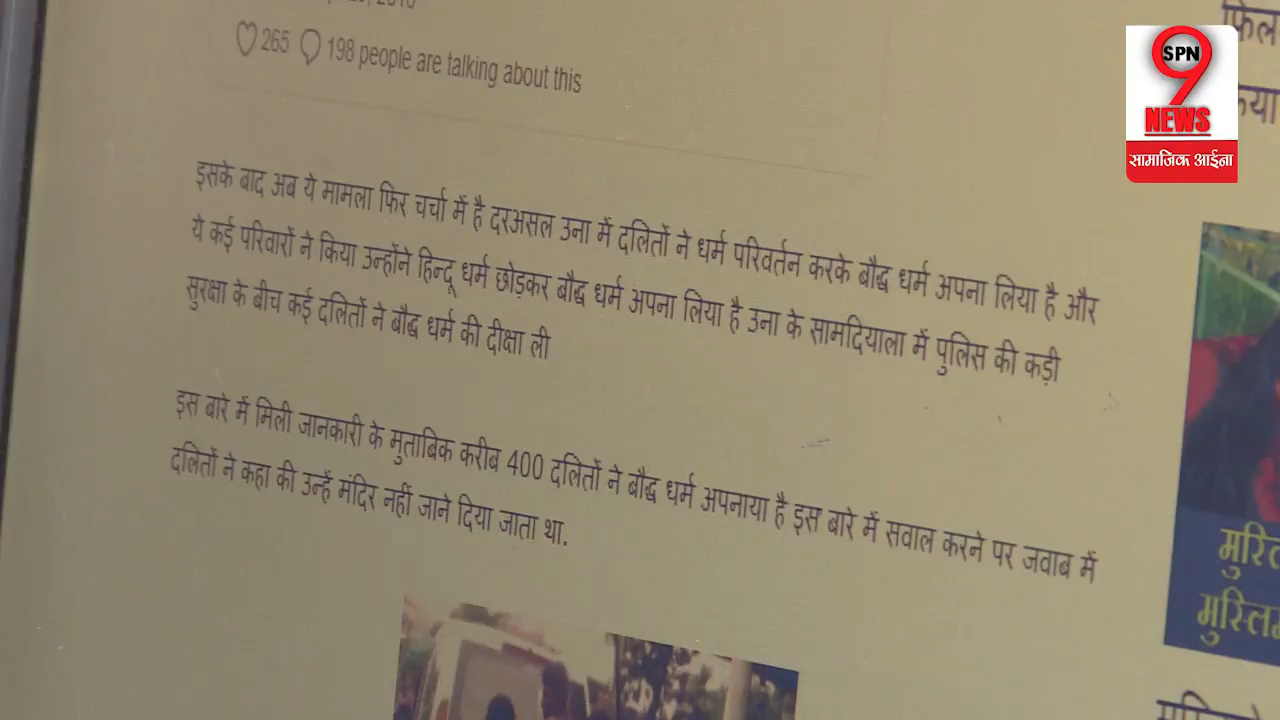 265 198 people are talking about this
SPN
9
NEWS
सामाजिक आईना
इसके बाद अब ये मामला फिर चर्चा में है दरअसल उना में दलितों ने धर्म परिवर्तन करके बौद्ध धर्म अपना लिया है और
ये कई परिवारों ने किया उन्होंने हिन्दू धर्म छोड़कर बौद्ध धर्म अपना लिया है उना के सामदियाला में पुलिस की कड़ी
सुरक्षा के बीच कई दलितों ने बौद्ध धर्म की दीक्षा ली
इस बारे में मिली जानकारी के मुताबिक करीब 400 दलितों ने बौद्ध धर्म अपनाया है इस बारे में सवाल करने पर जवाब में
दलितों ने कहा की उन्हें मंदिर नहीं जाने दिया जाता था.